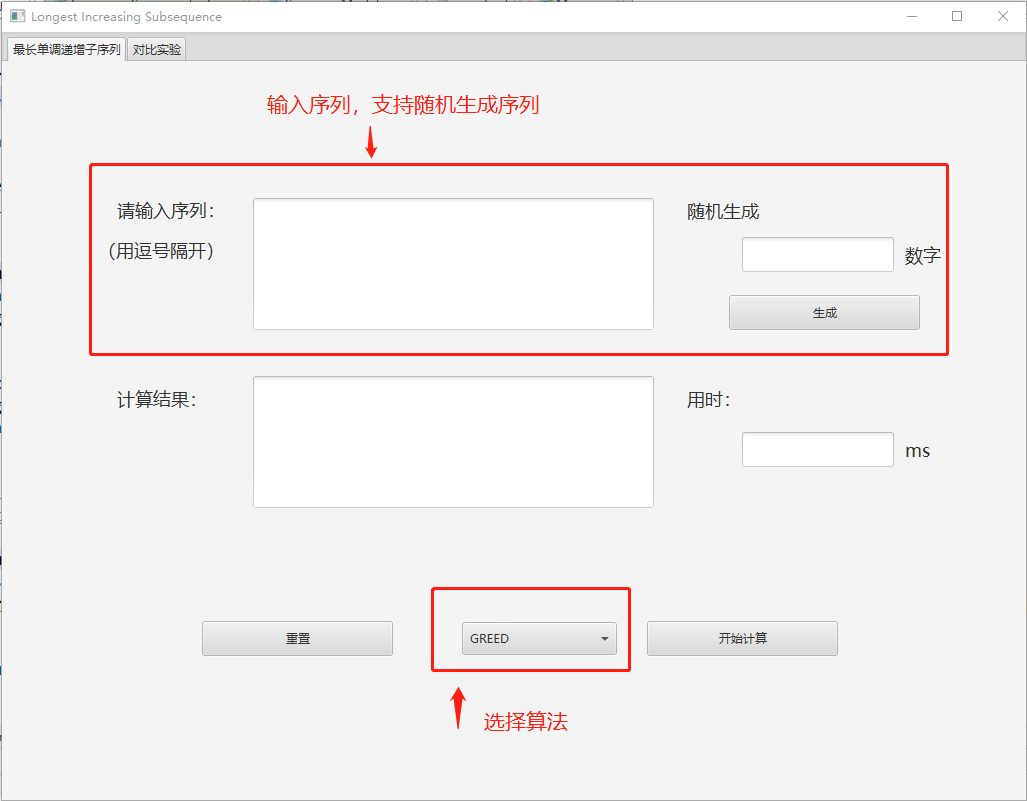 Longest Increasing Subsequence
最长单调递增子序列 对比实验
输入序列，支持随机生成序列
请输入序列： 随机生成
（用逗号隔开）
数字
生成
计算结果： 用时：
ms
重置 GREED 开始计算
选择算法